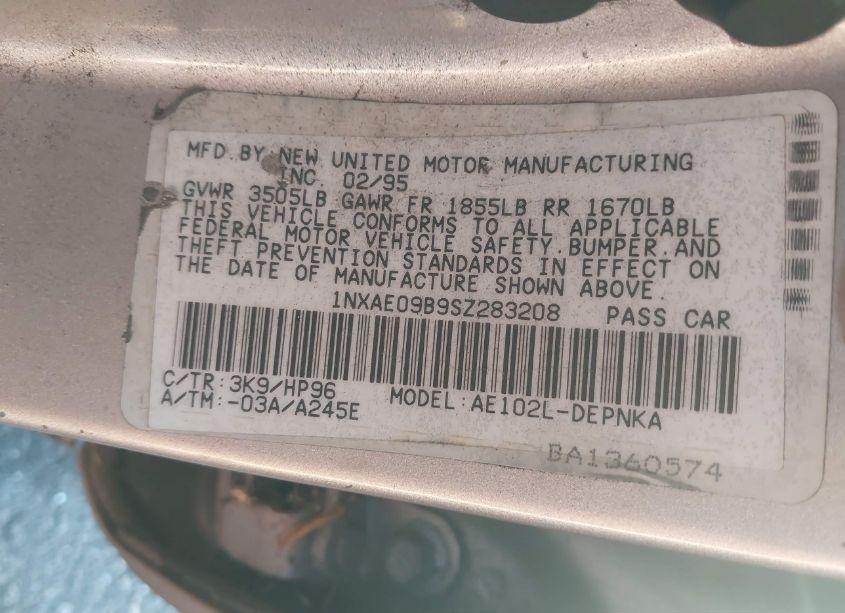 MFD.BY NEW UNITED MOTOR MANUFACTURING
INC. 02/95
GVWR 3505LB GAWR FR 1855LB RR 1670LB
THIS VEHICLE CONFORMS TO ALL APPLICABLE
FEDERAL MOTOR VEHICLE SAFETY.BUMPER.AND
THEFT PREVENTION STANDARDS IN EFFECT ON
THE DATE OF MANUFACTURE SHOWN ABOVE.
1NXAE09B9SZ283208 PASS CAR
C/TR:3K9/HP96
A/TM:-03A/A245E MODEL:AE102L-DEPNKA
BA1360574